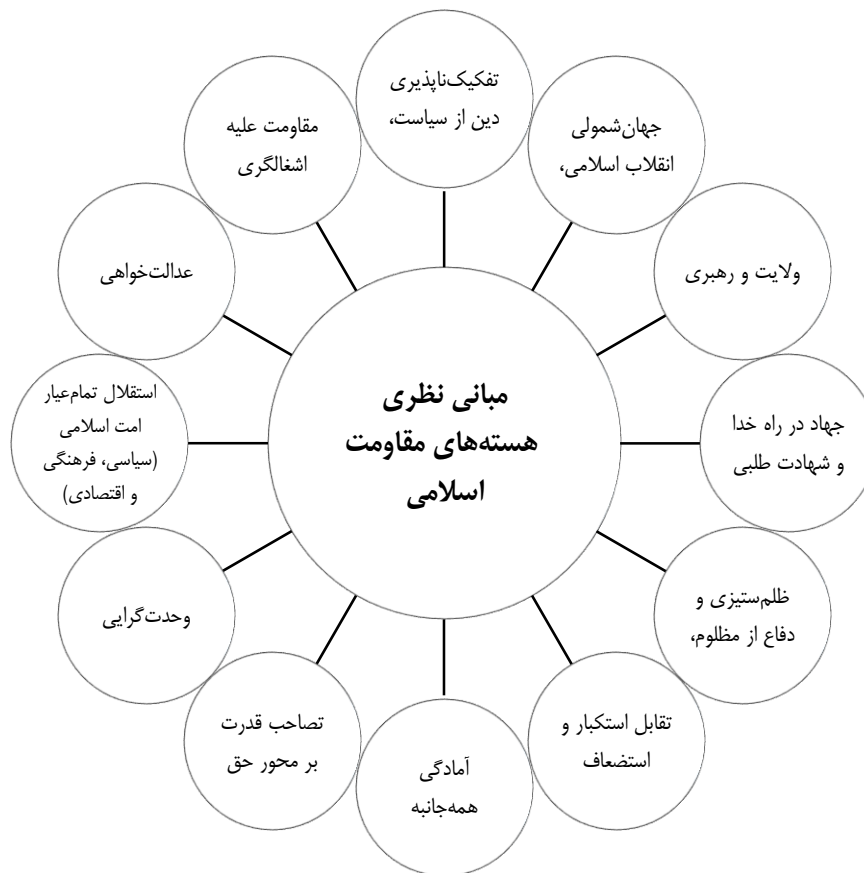 تفکیک‌ناپذیری
دین از سیاست،
جهان‌شمولی
انقلاب اسلامی،
ولایت و رهبری
جهاد در راه خدا
و شهادت طلبی
ظلم‌ستیزی و
دفاع از مظلوم،
تقابل استکبار و
استضعاف
آمادگی
همه‌جانبه
تصاحب قدرت
بر محور حق
وحدت‌گرایی
استقلال تمام‌عیار
امت اسلامی
(سیاسی، فرهنگی
و اقتصادی)
عدالت‌خواهی
مقاومت علیه
اشغالگری
مبانی نظری
هسته‌های مقاومت
اسلامی